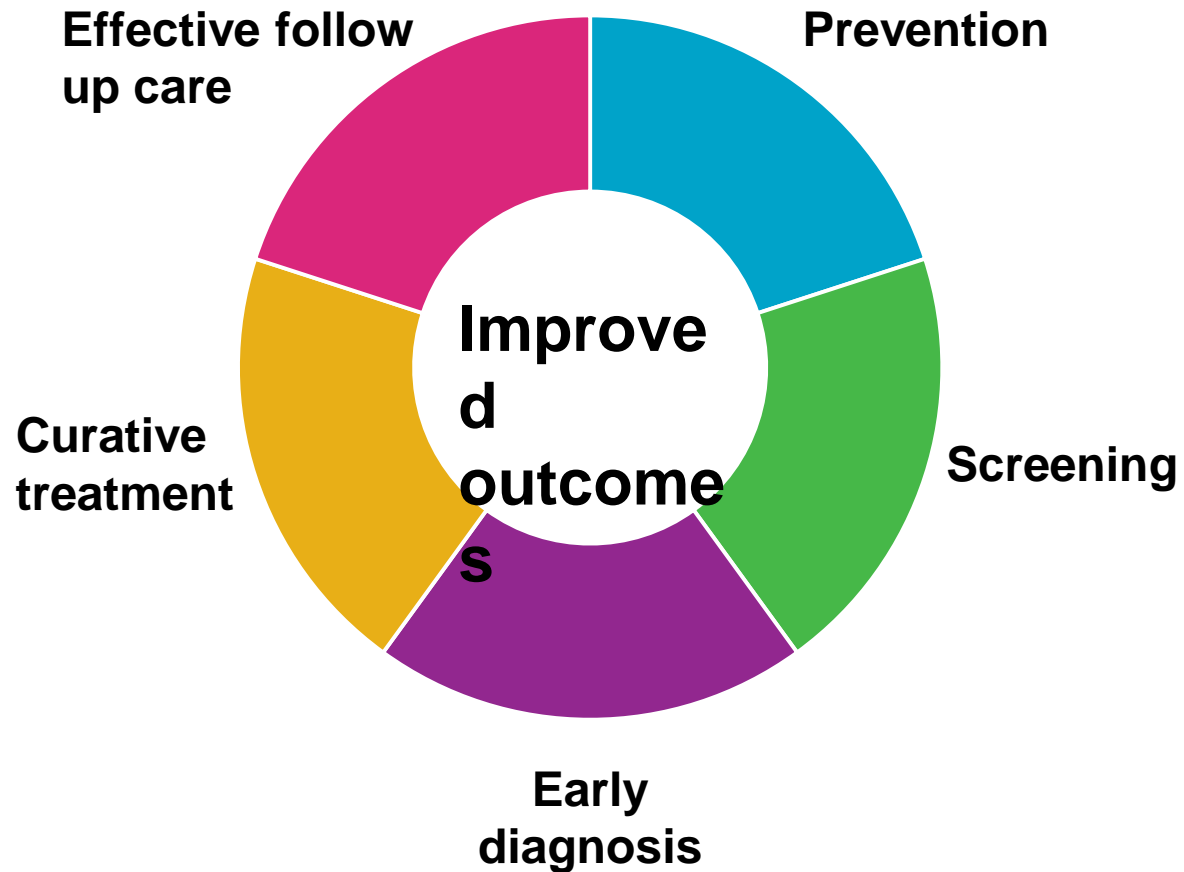 Effective follow
up care
Prevention
Improve
d
outcome
s
Curative
treatment
Screening
Early
diagnosis